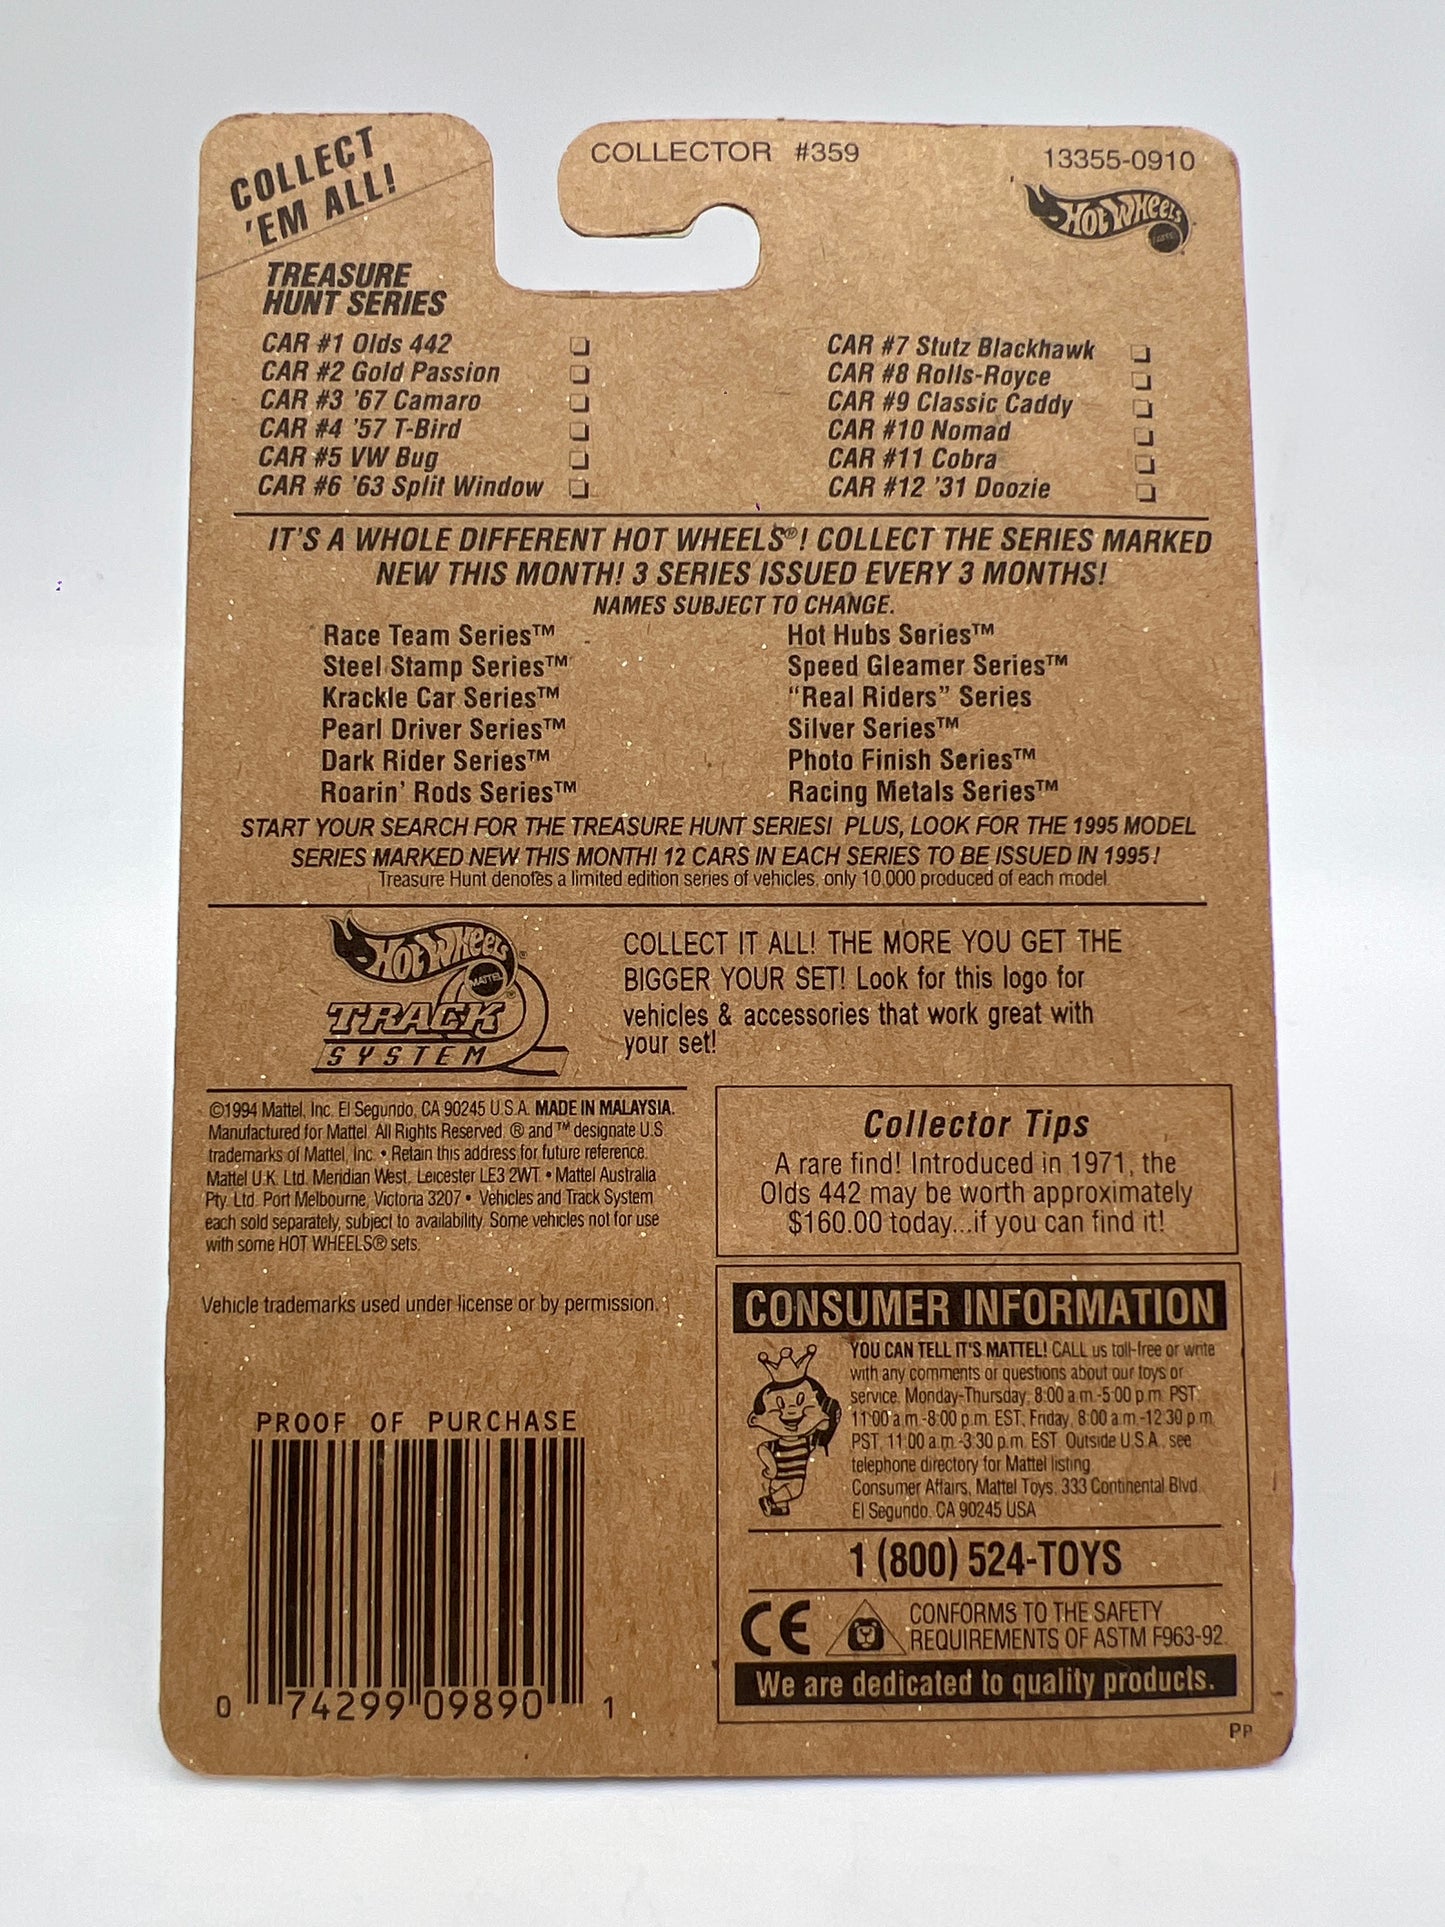 COLLECT
'EM ALL!
COLLECTOR #359
13355-0910
HOT WHEELS
TREASURE
HUNT SERIES
CAR #1 Olds 442
CAR #2 Gold Passion
CAR #3 '67 Camaro
CAR #4 '57 T-Bird
CAR #5 VW Bug
CAR #6 '63 Split Window
CAR #7 Stutz Blackhawk
CAR #8 Rolls-Royce
CAR #9 Classic Caddy
CAR #10 Nomad
CAR #11 Cobra
CAR #12 '31 Doozie
IT'S A WHOLE DIFFERENT HOT WHEELS®! COLLECT THE SERIES MARKED
NEW THIS MONTH! 3 SERIES ISSUED EVERY 3 MONTHS!
NAMES SUBJECT TO CHANGE.
Race Team Series™
Steel Stamp Series™
Krackle Car Series™
Pearl Driver Series™
Dark Rider Series™
Roarin' Rods Series™
Hot Hubs Series™
Speed Gleamer Series™
"Real Riders" Series
Silver Series™
Photo Finish Series™
Racing Metals Series™
START YOUR SEARCH FOR THE TREASURE HUNT SERIES! PLUS, LOOK FOR THE 1995 MODEL
SERIES MARKED NEW THIS MONTH! 12 CARS IN EACH SERIES TO BE ISSUED IN 1995!
Treasure Hunt denotes a limited edition series of vehicles, only 10,000 produced of each model.
HOT WHEELS®
MATTEL®
TRACK
SYSTEM
COLLECT IT ALL! THE MORE YOU GET THE
BIGGER YOUR SET! Look for this logo for
vehicles & accessories that work great with
your set!
©1994 Mattel, Inc. El Segundo, CA 90245 U.S.A. MADE IN MALAYSIA.
Manufactured for Mattel. All Rights Reserved. ® and ™ designate U.S.
trademarks of Mattel, Inc. • Retain this address for future reference.
Mattel U.K. Ltd. Meridian West, Leicester LE3 2WT. • Mattel Australia
Pty. Ltd. Port Melbourne, Victoria 3207 • Vehicles and Track System
each sold separately, subject to availability. Some vehicles not for use
with some HOT WHEELS® sets.
Vehicle trademarks used under license or by permission.
Collector Tips
A rare find! Introduced in 1971, the
Olds 442 may be worth approximately
$160.00 today...if you can find it!
CONSUMER INFORMATION
YOU CAN TELL IT'S MATTEL! CALL us toll-free or write
with any comments or questions about our toys or
service. Monday-Thursday, 8:00 a.m.-5:00 p.m. PST,
11:00 a.m.-8:00 p.m. EST, Friday, 8:00 a.m.-12:30 p.m.
PST, 11:00 a.m.-3:30 p.m. EST. Outside U.S.A., see
telephone directory for Mattel listing.
Consumer Affairs, Mattel Toys, 333 Continental Blvd.
El Segundo, CA 90245 USA
1 (800) 524-TOYS
CE
CONFORMS TO THE SAFETY
REQUIREMENTS OF ASTM F963-92.
We are dedicated to quality products.
PROOF OF PURCHASE
0 74299 09890 1
PP